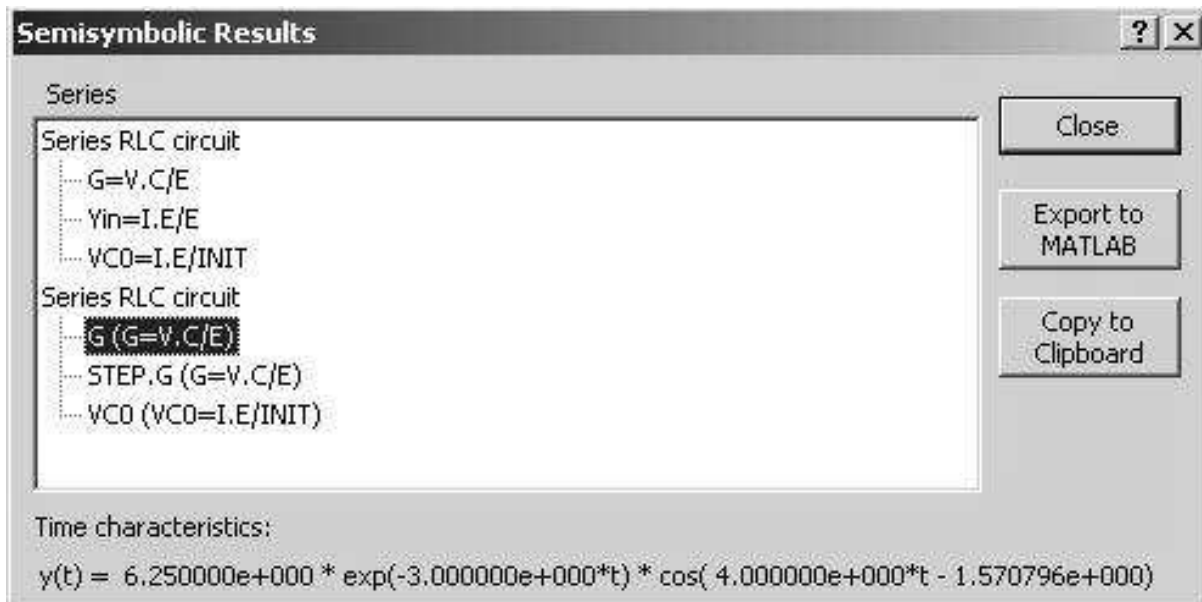 Semisymbolic Results
Series
Series RLC circuit
G=V.C/E
Yin=I.E/E
VC0=I.E/INIT
Series RLC circuit
G (G=V.C/E)
STEP.G (G=V.C/E)
VC0 (VC0=I.E/INIT)
Close
Export to
MATLAB
Copy to
Clipboard
Time characteristics:
y(t) = 6.250000e+000 * exp(-3.000000e+000*t) * cos( 4.000000e+000*t - 1.570796e+000)